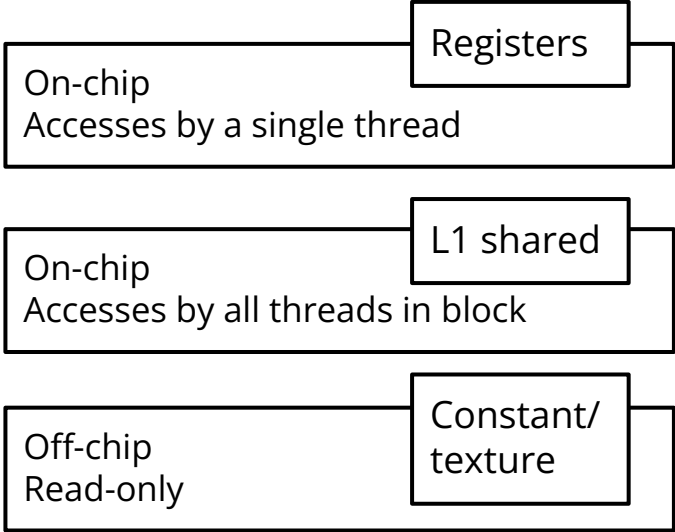 Registers
On-chip
Accesses by a single thread
L1 shared
On-chip
Accesses by all threads in block
Constant/
texture
Off-chip
Read-only